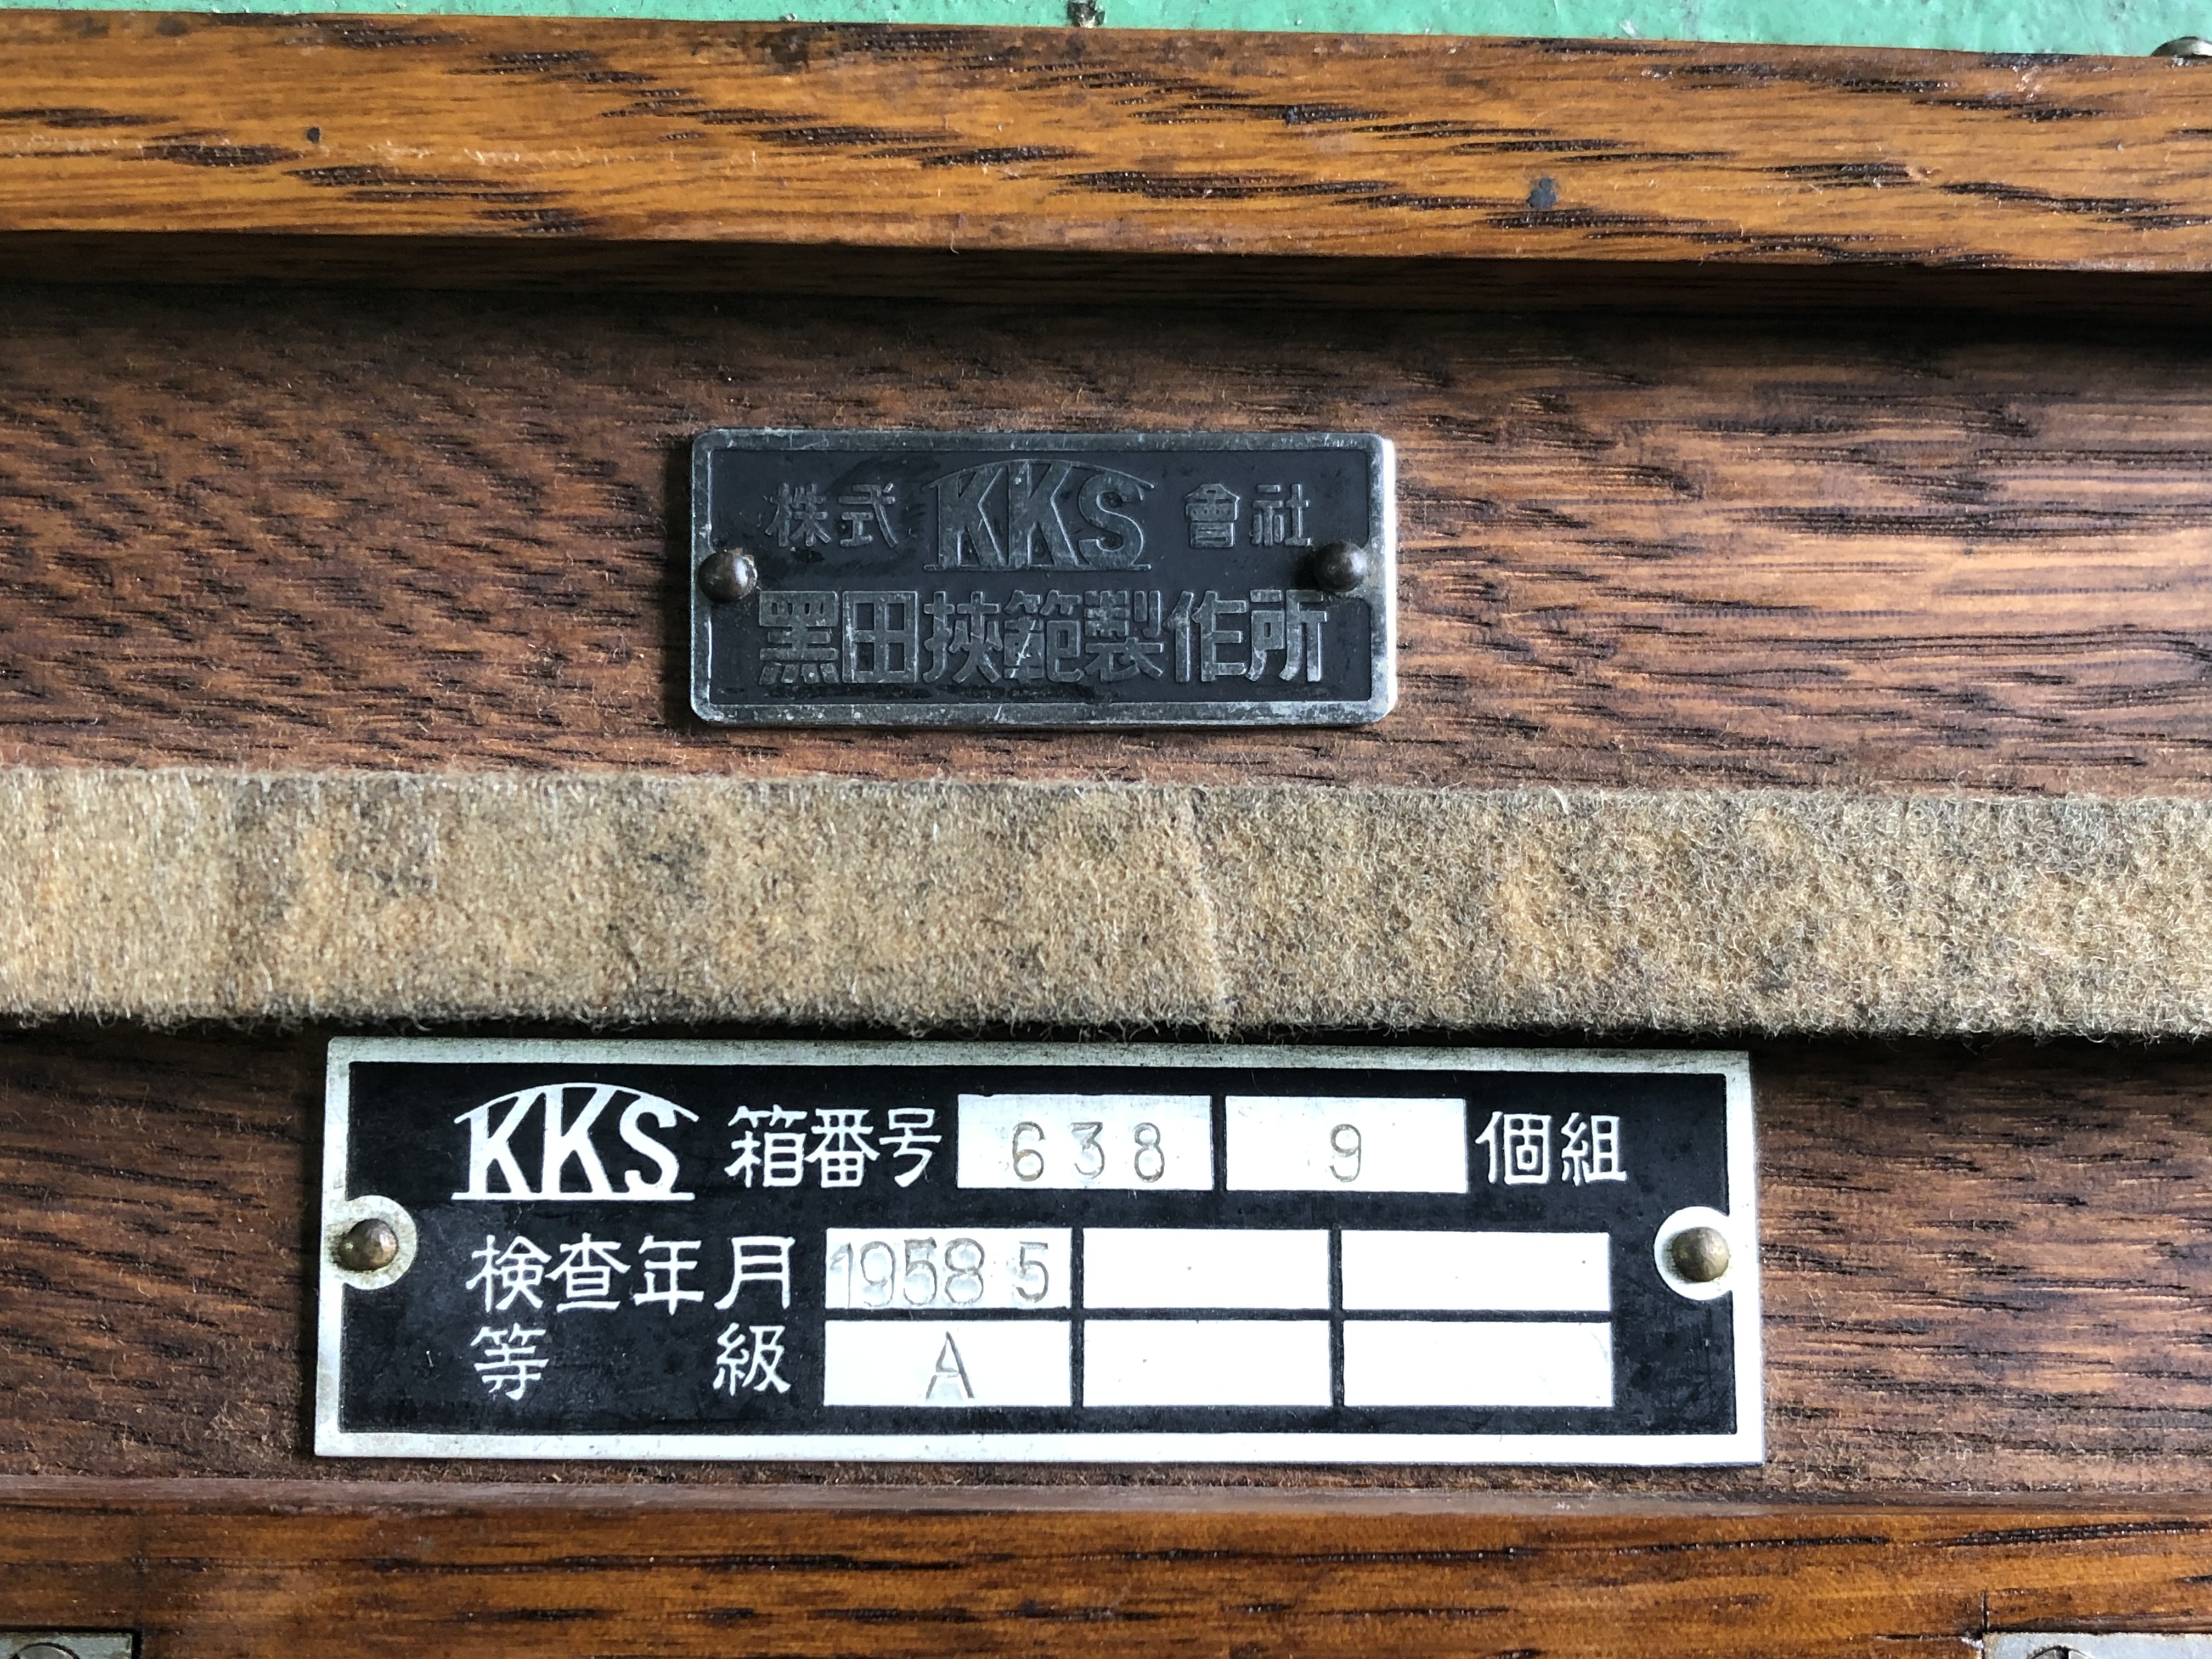 株式 KKS 會社
黒田挾範製作所
KKS 箱番号 638 9 個組
検査年月 1958 5
等級 A